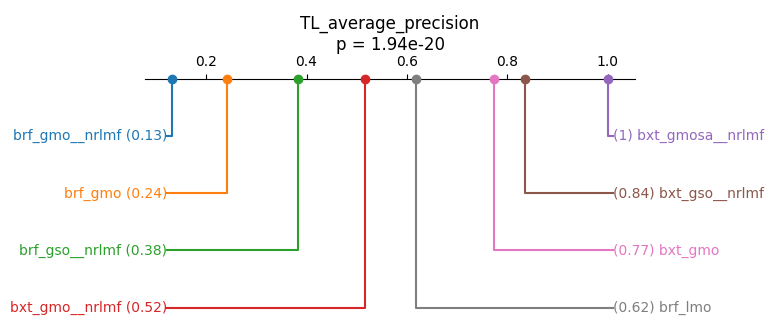 TL_average_precision
p = 1.94e-20
0.2 0.4 0.6 0.8 1.0
brf_gmo__nrlmf (0.13) (1) bxt_gmosa__nrlmf
brf_gmo (0.24) (0.84) bxt_gso__nrlmf
brf_gso__nrlmf (0.38) (0.77) bxt_gmo
bxt_gmo__nrlmf (0.52) (0.62) brf_lmo